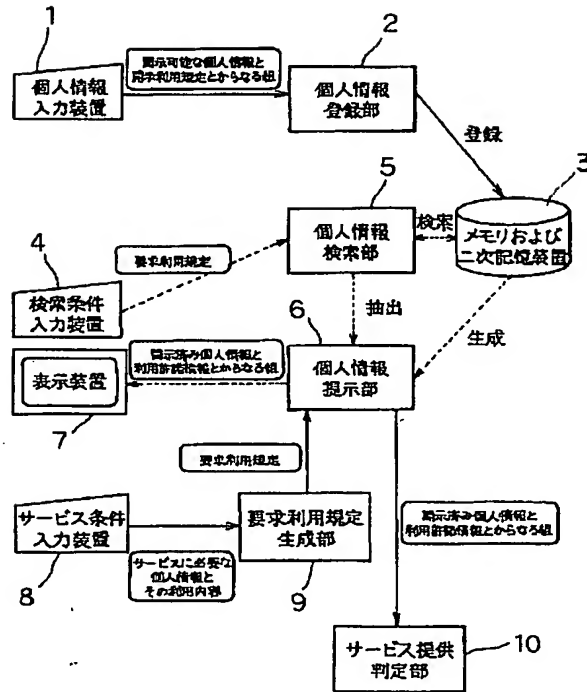 1
個人情報
入力装置
開示可能な個人情報と
開示利用規定とからなる組
2
個人情報
登録部
登録
3
メモリおよび
二次記憶装置
検索
5
個人情報
検索部
4
検索条件
入力装置
要求利用規定
抽出
生成
6
個人情報
提示部
開示済み個人情報と
利用許諾情報とからなる組
表示装置
7
要求利用規定
サービス条件
入力装置
8
サービスに必要な
個人情報と
その利用内容
要求利用規定
生成部
9
開示済み個人情報と
利用許諾情報とからなる組
サービス提供
判定部
10